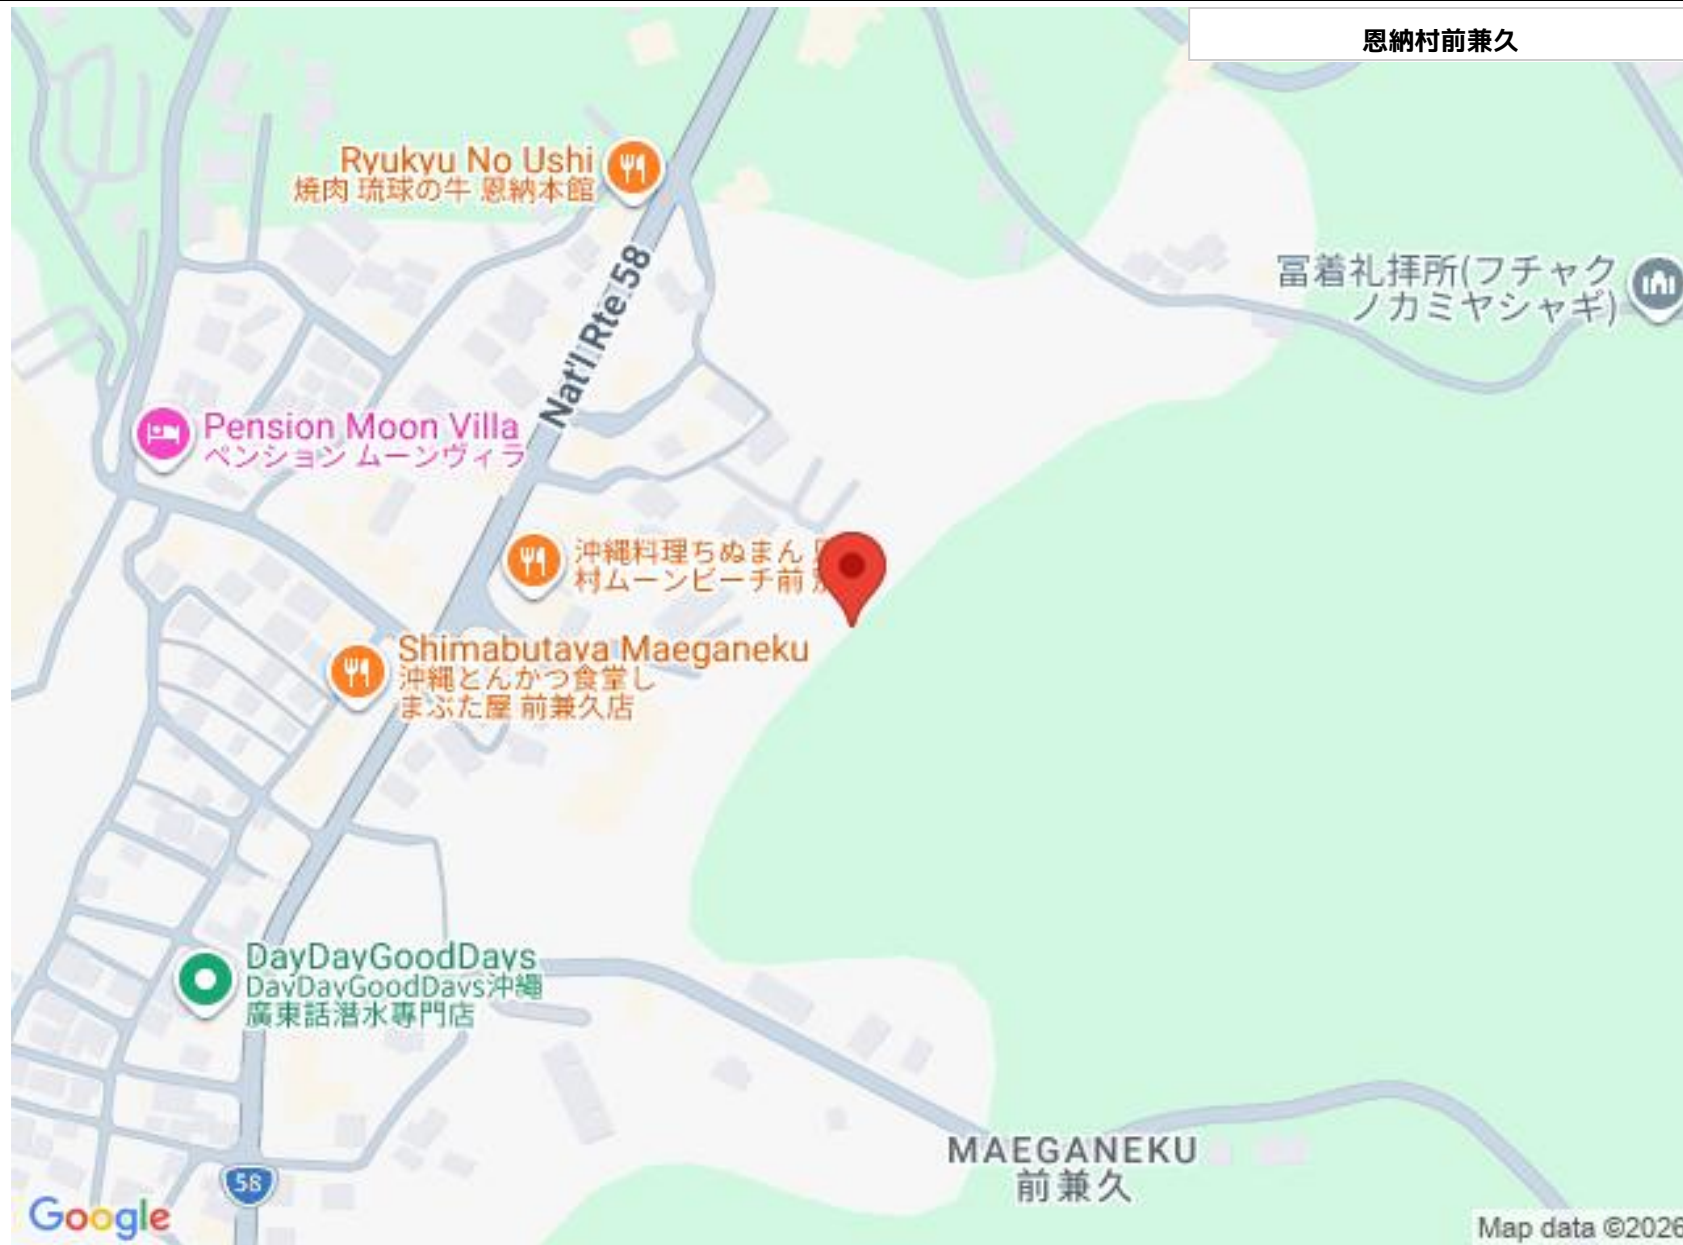 恩納村前兼久
Ryukyu No Ushi
焼肉 琉球の牛 恩納本館
Nat'l Rte 58
冨着礼拝所(フチャク
ノカミヤシャギ)
Pension Moon Villa
ペンション ムーンヴィラ
沖縄料理ちぬまん
村ムーンビーチ前
Shimabutaya Maeganeku
沖縄とんかつ食堂し
まぶた屋 前兼久店
DayDayGoodDays
DayDayGoodDays沖繩
廣東話潛水專門店
MAEGANEKU
前兼久
58
Google
Map data ©2026